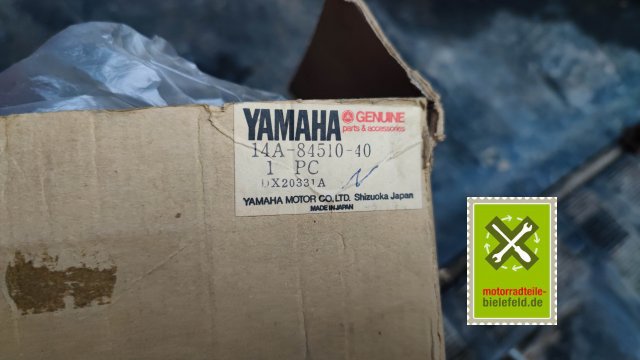 YAMAHA GENUINE
parts & accessories
14A-84510-40
1 PC
DX20331A
YAMAHA MOTOR CO.,LTD. Shizuoka Japan
MADE IN JAPAN
motorradteile-
bielefeld.de